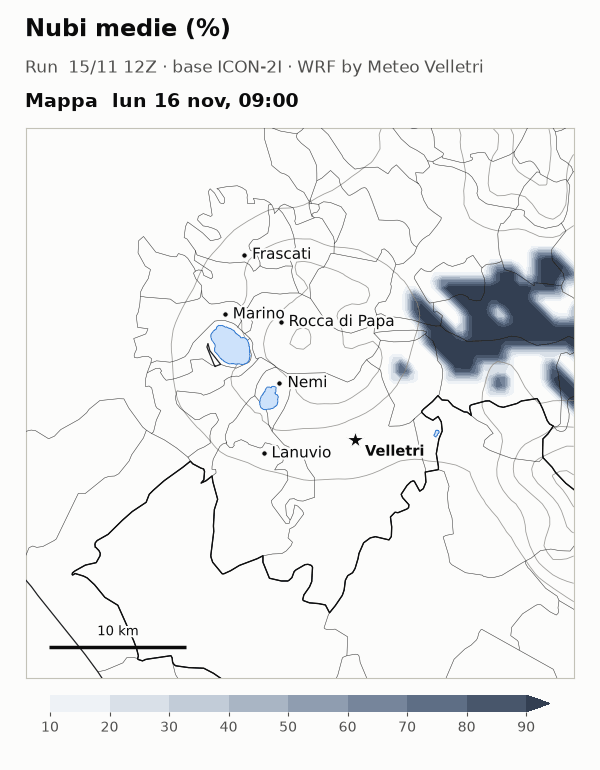 Nubi medie (%)
Run  15/11 12Z · base ICON-2I · WRF by Meteo Velletri
Mappa  lun 16 nov, 09:00
Frascati
Marino
Rocca di Papa
Nemi
Velletri
Lanuvio
10 km
10 20 30 40 50 60 70 80 90